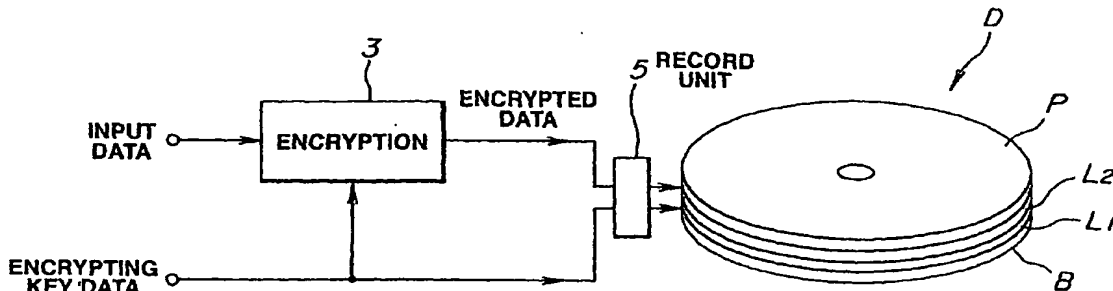 D
3
5 RECORD
UNIT
ENCRYPTED
DATA
P
INPUT
DATA
ENCRYPTION
L2
L1
B
ENCRYPTING
KEY DATA